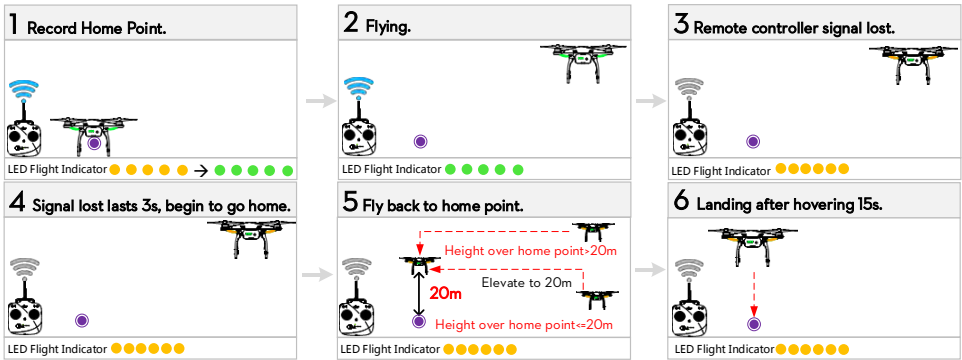 1 Record Home Point.
LED Flight Indicator
2 Flying.
LED Flight Indicator
3 Remote controller signal lost.
LED Flight Indicator
4 Signal lost lasts 3s, begin to go home.
LED Flight Indicator
5 Fly back to home point.
Height over home point>20m
Elevate to 20m
20m
Height over home point<=20m
LED Flight Indicator
6 Landing after hovering 15s.
LED Flight Indicator